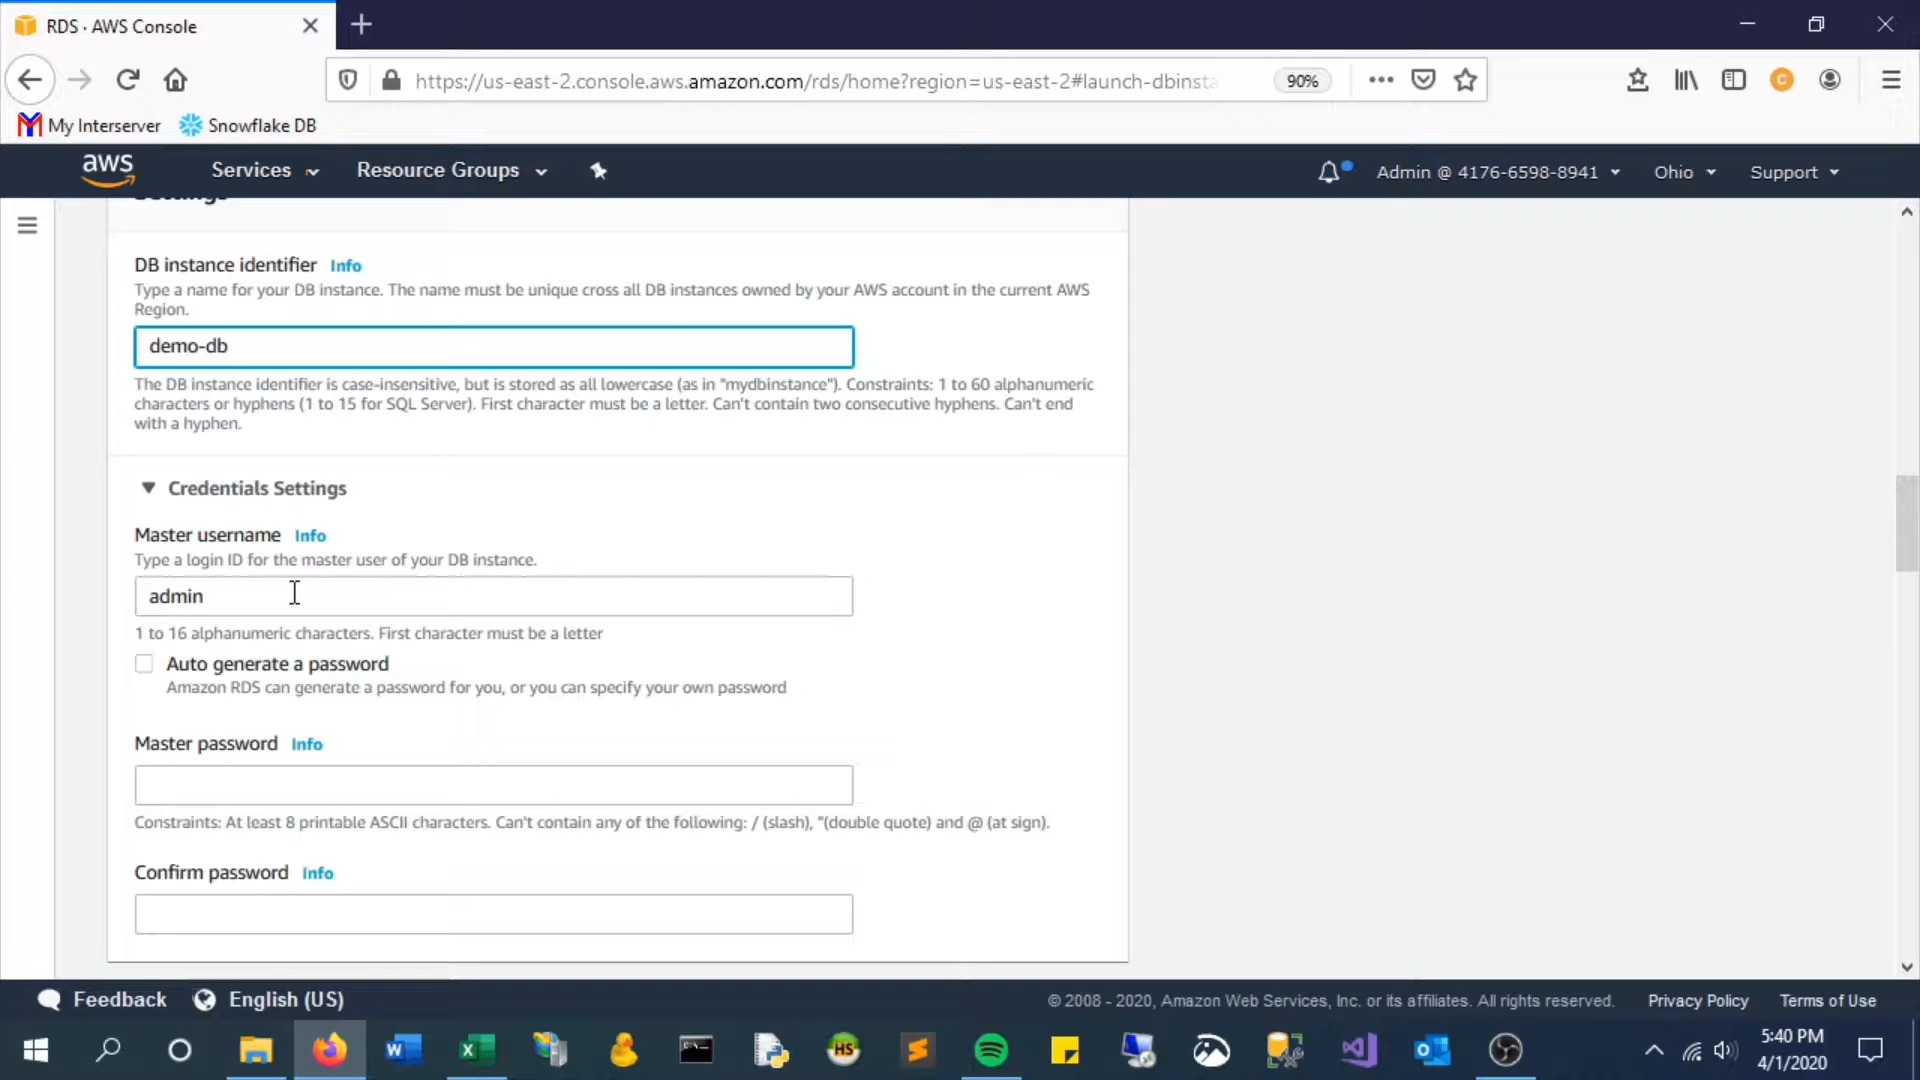 RDS · AWS Console
https://us-east-2.console.aws.amazon.com/rds/home?region=us-east-2#launch-dbinsta
90%
My Interserver
Snowflake DB
aws
Services
Resource Groups
Admin @ 4176-6598-8941
Ohio
Support
Settings
DB instance identifier Info
Type a name for your DB instance. The name must be unique cross all DB instances owned by your AWS account in the current AWS
Region.
demo-db
The DB instance identifier is case-insensitive, but is stored as all lowercase (as in "mydbinstance"). Constraints: 1 to 60 alphanumeric
characters or hyphens (1 to 15 for SQL Server). First character must be a letter. Can't contain two consecutive hyphens. Can't end
with a hyphen.
Credentials Settings
Master username Info
Type a login ID for the master user of your DB instance.
admin
1 to 16 alphanumeric characters. First character must be a letter
Auto generate a password
Amazon RDS can generate a password for you, or you can specify your own password
Master password Info
Constraints: At least 8 printable ASCII characters. Can't contain any of the following: / (slash), "(double quote) and @ (at sign).
Confirm password Info
Feedback
English (US)
© 2008 - 2020, Amazon Web Services, Inc. or its affiliates. All rights reserved.
Privacy Policy
Terms of Use
HS
5:40 PM
4/1/2020